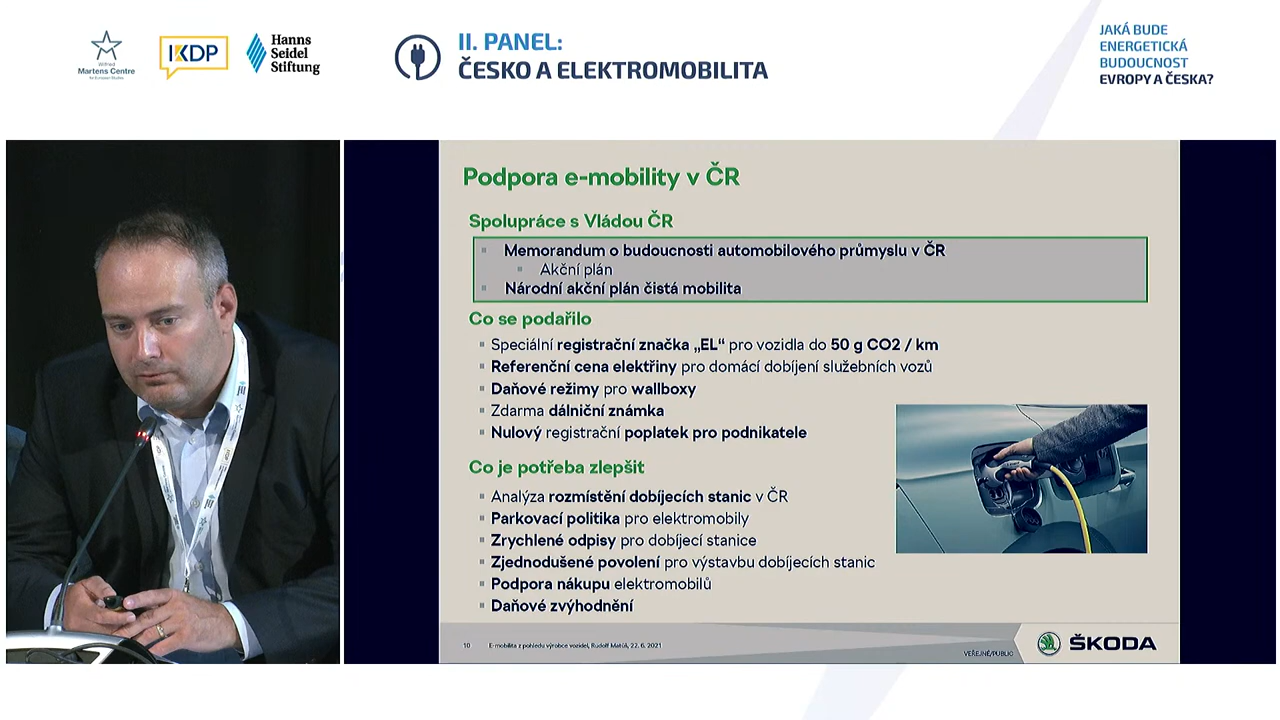 Wilfried
Martens Centre
for European Studies
IKDP
Hanns
Seidel
Stiftung
II. PANEL:
ČESKO A ELEKTROMOBILITA
JAKÁ BUDE
ENERGETICKÁ
BUDOUCNOST
EVROPY A ČESKA?
Podpora e-mobility v ČR
Spolupráce s Vládou ČR
Memorandum o budoucnosti automobilového průmyslu v ČR
Akční plán
Národní akční plán čistá mobilita
Co se podařilo
Speciální registrační značka „EL“ pro vozidla do 50 g CO2 / km
Referenční cena elektřiny pro domácí dobíjení služebních vozů
Daňové režimy pro wallboxy
Zdarma dálniční známka
Nulový registrační poplatek pro podnikatele
Co je potřeba zlepšit
Analýza rozmístění dobíjecích stanic v ČR
Parkovací politika pro elektromobily
Zrychlené odpisy pro dobíjecí stanice
Zjednodušené povolení pro výstavbu dobíjecích stanic
Podpora nákupu elektromobilů
Daňové zvýhodnění
10 E-mobilita z pohledu výrobce vozidel, Rudolf Matúš, 22. 6. 2021
VEŘEJNÉ/PUBLIC
ŠKODA